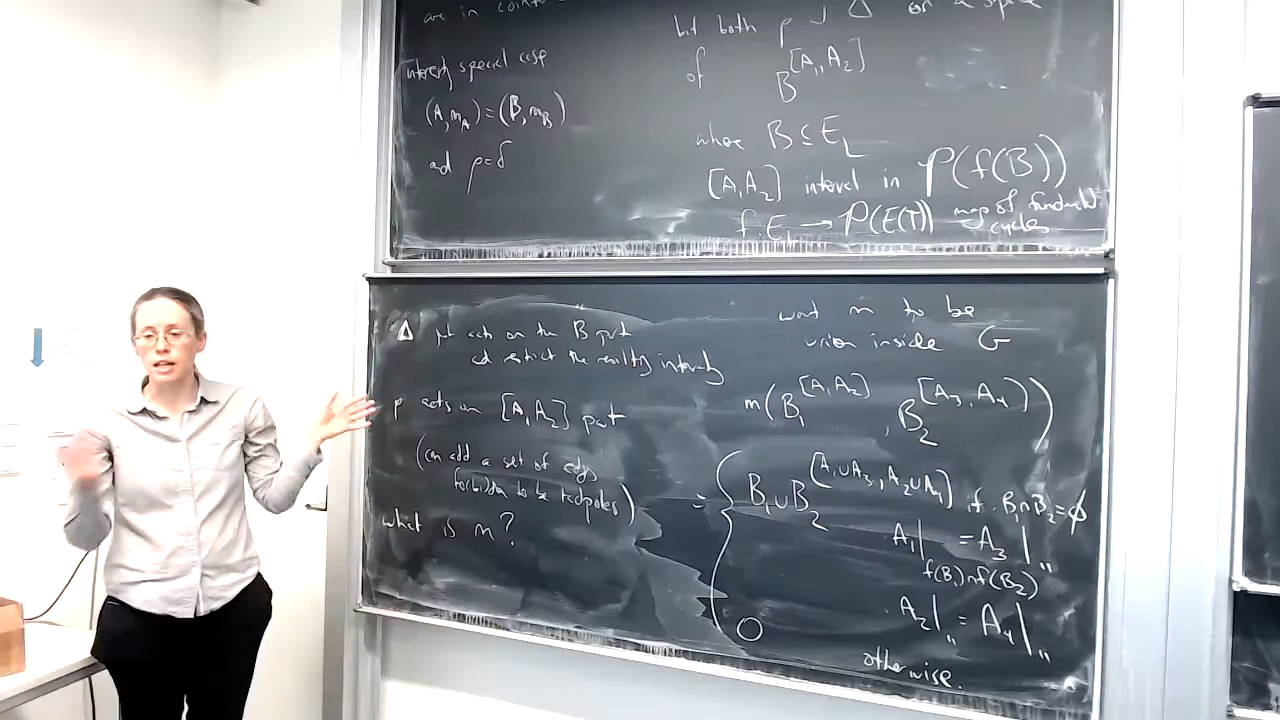 are in
interesting special case
(A, m_A) = (B, m_B)
and ρ=δ
but both ρ Δ on a space
of B^{[A_1, A_2]}
where B ⊆ E_L
[A_1 A_2] interval in P(f(B))
f: E_L → P(E(T)) map of fundamental
cycles
Δ just acts on the B part
and restrict the resulting intervals
ρ acts on [A_1 A_2] part
(can add a set of edges
forbidden to be tadpoles)
what is m?
want m to be
union inside G
m(B_1^{[A_1, A_2]}, B_2^{[A_3, A_4]})
= { B_1 ∪ B_2^{[A_1 ∪ A_3, A_2 ∪ A_4]} if B_1 ∩ B_2 = ∅
A_1| = A_3|_{''}
f(B_1) ∩ f(B_2)
A_2|_{''} = A_4|_{''}
0
otherwise.